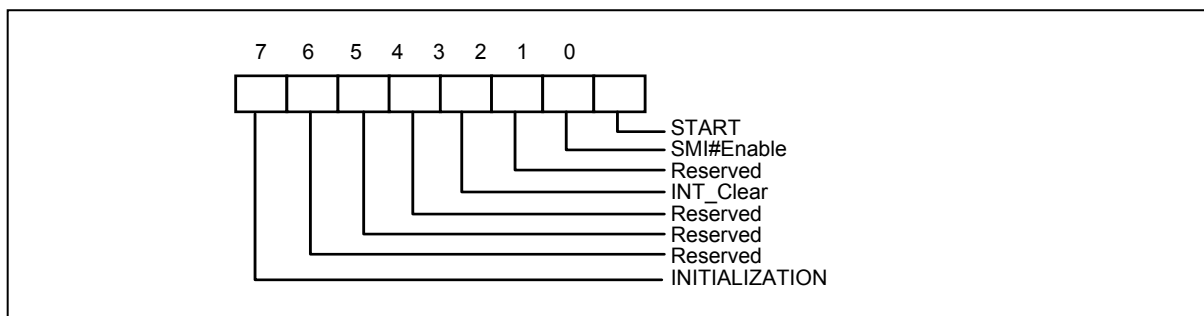 7 6 5 4 3 2 1 0
START
SMI#Enable
Reserved
INT_Clear
Reserved
Reserved
Reserved
INITIALIZATION